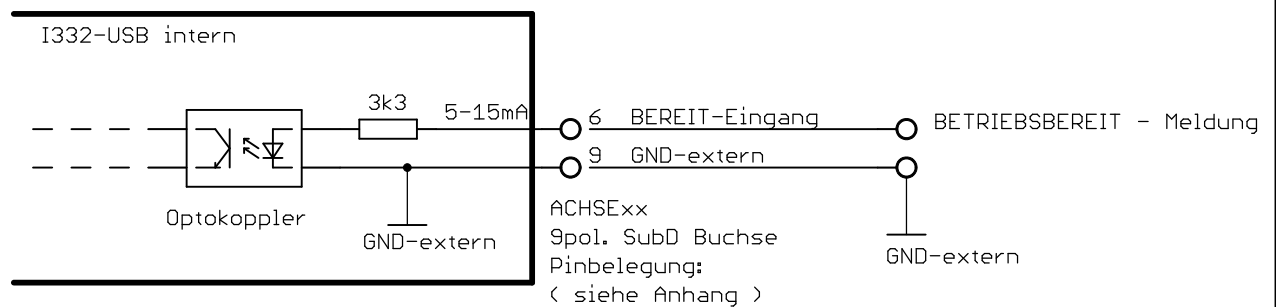 I332-USB intern
3k3
5-15mA
6 BEREIT-Eingang
BETRIEBSBEREIT - Meldung
9 GND-extern
Optokoppler
GND-extern
ACHSExx
9pol. SubD Buchse
Pinbelegung:
( siehe Anhang )
GND-extern